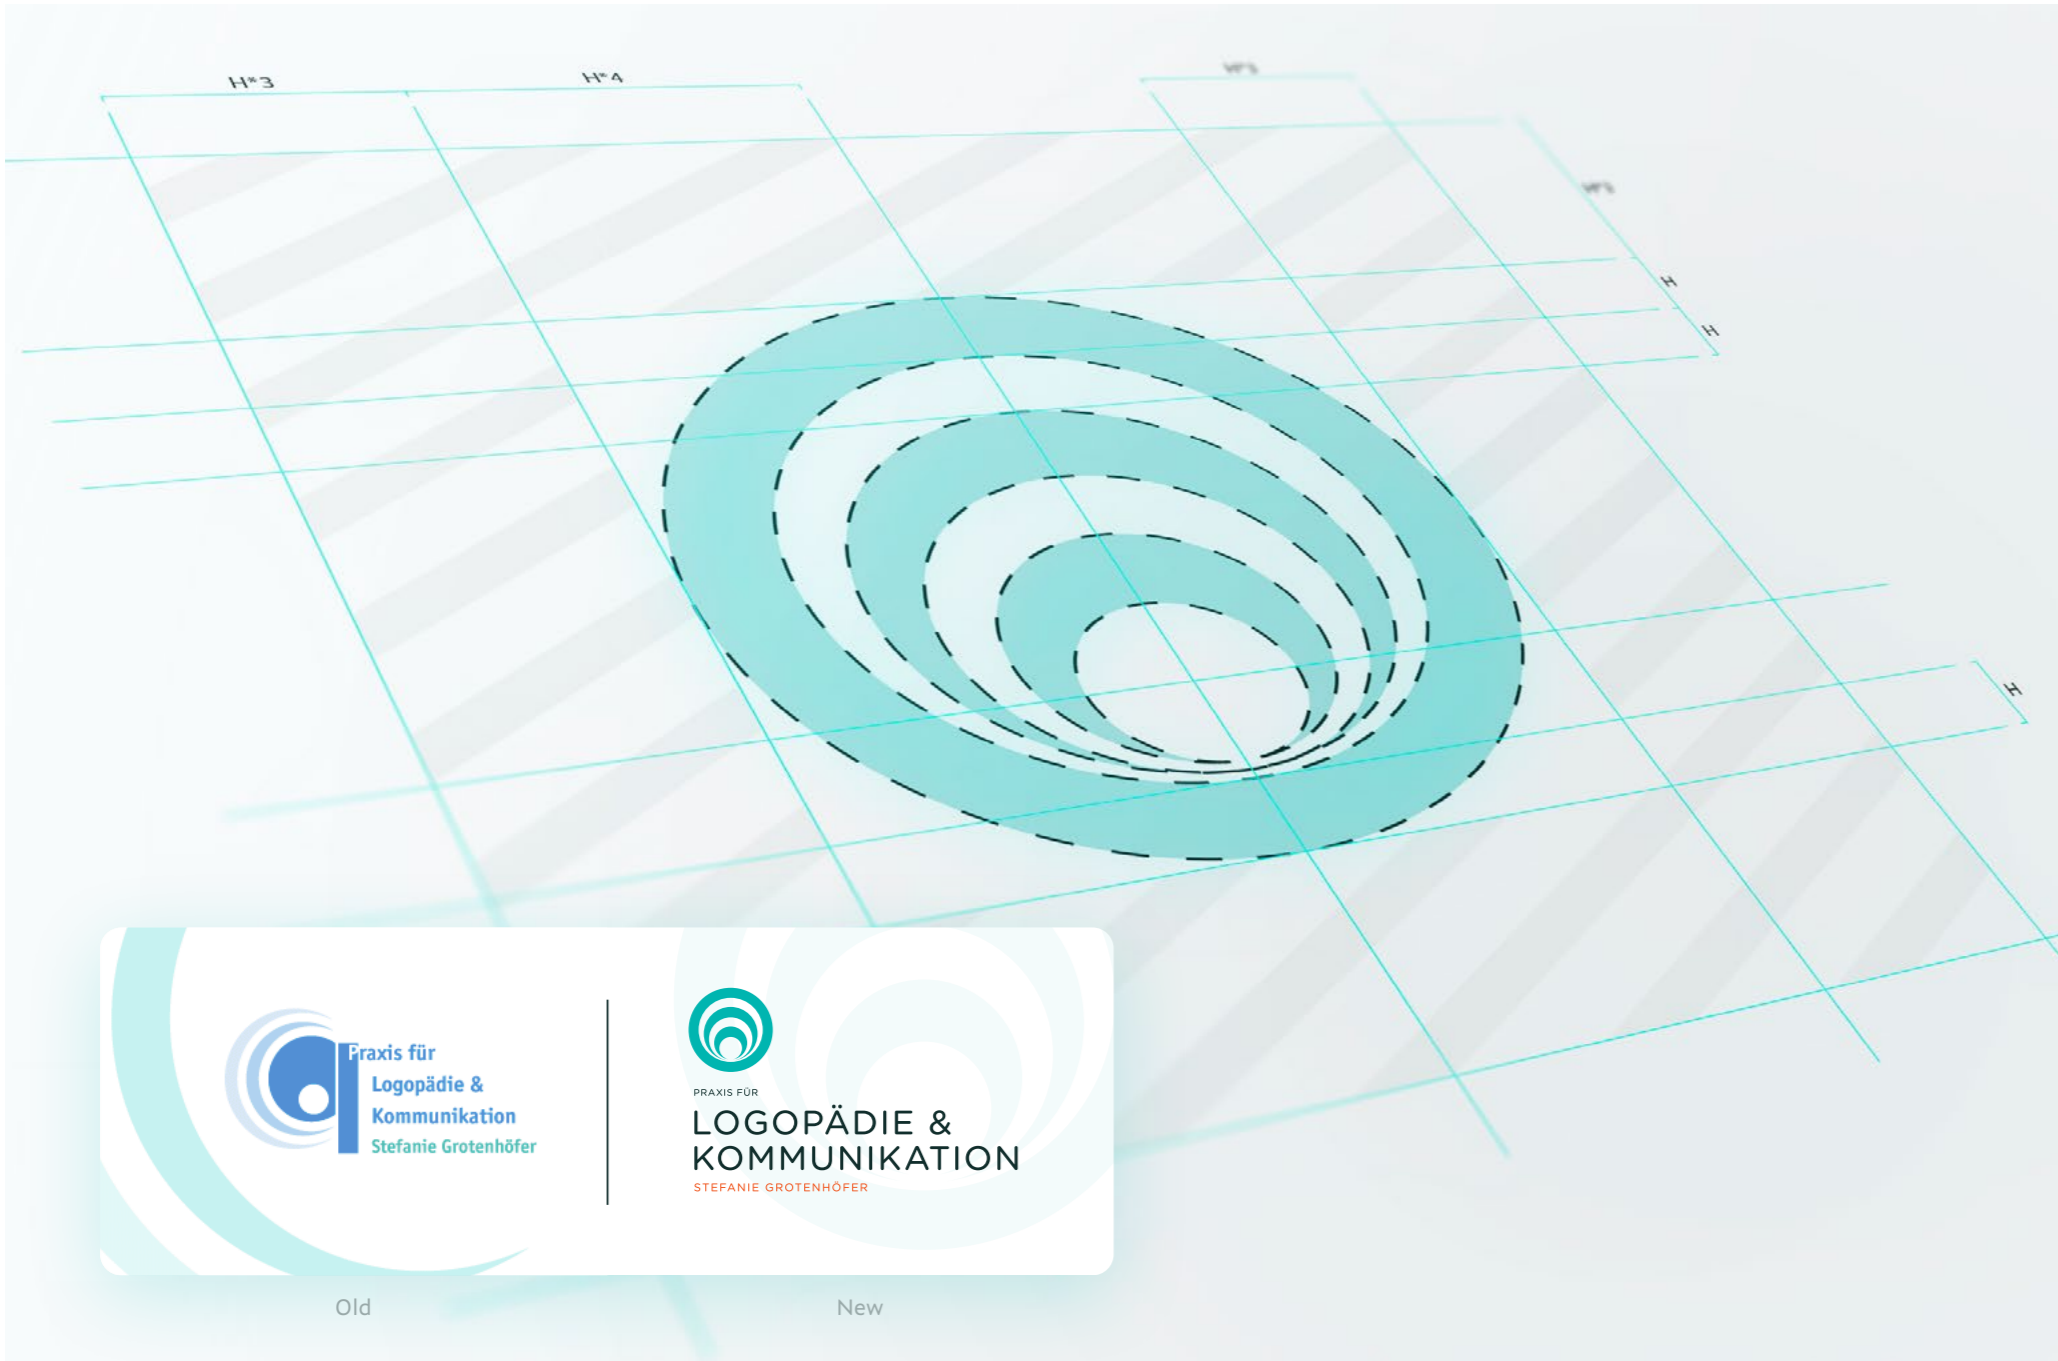 H*3
H*4
H
H
H
Praxis für
Logopädie &
Kommunikation
Stefanie Grotenhöfer
PRAXIS FÜR
LOGOPÄDIE &
KOMMUNIKATION
STEFANIE GROTENHÖFER
Old
New